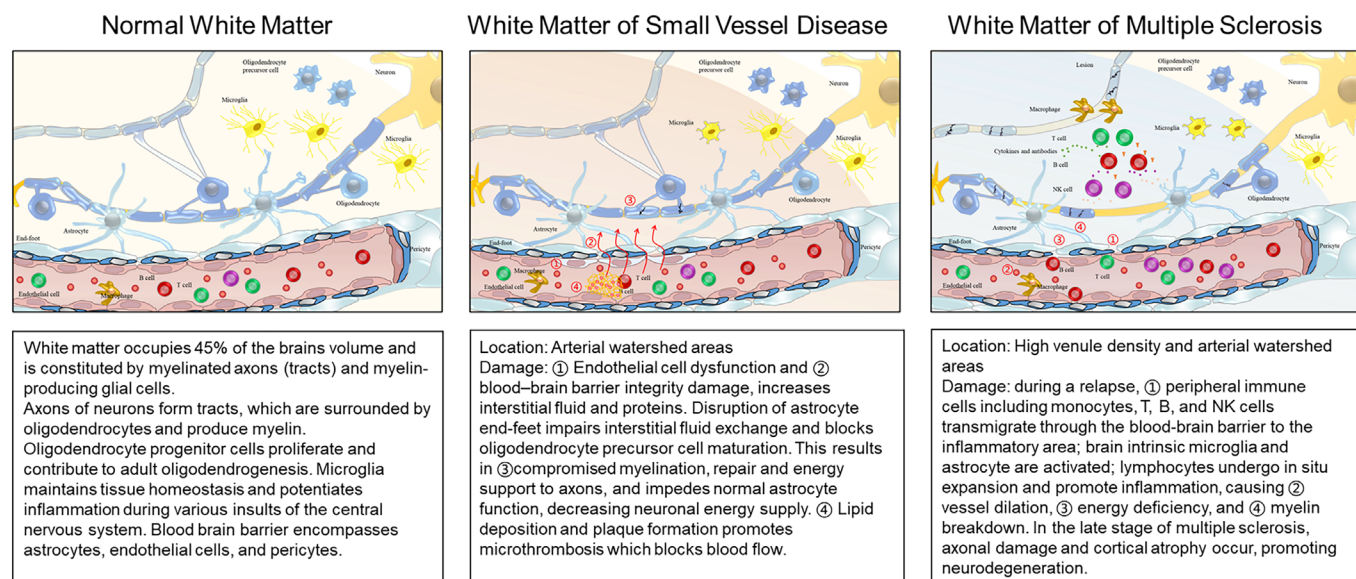 Normal White Matter
Oligodendrocyte
precursor cell
Neuron
Microglia
Microglia
Oligodendrocyte
Astrocyte
End-foot
Pericyte
B cell
T cell
Endothelial cell
Macrophage
White matter occupies 45% of the brains volume and
is constituted by myelinated axons (tracts) and myelin-
producing glial cells.
Axons of neurons form tracts, which are surrounded by
oligodendrocytes and produce myelin.
Oligodendrocyte progenitor cells proliferate and
contribute to adult oligodendrogenesis. Microglia
maintains tissue homeostasis and potentiates
inflammation during various insults of the central
nervous system. Blood brain barrier encompasses
astrocytes, endothelial cells, and pericytes.
White Matter of Small Vessel Disease
Oligodendrocyte
precursor cell
Neuron
Microglia
Microglia
③
Oligodendrocyte
Astrocyte
②
End-foot
Pericyte
①
Macrophage
T cell
④
Endothelial cell
B cell
Location: Arterial watershed areas
Damage: ① Endothelial cell dysfunction and ②
blood–brain barrier integrity damage, increases
interstitial fluid and proteins. Disruption of astrocyte
end-feet impairs interstitial fluid exchange and blocks
oligodendrocyte precursor cell maturation. This results
in ③compromised myelination, repair and energy
support to axons, and impedes normal astrocyte
function, decreasing neuronal energy supply. ④ Lipid
deposition and plaque formation promotes
microthrombosis which blocks blood flow.
White Matter of Multiple Sclerosis
Lesion
Oligodendrocyte
precursor cell
Neuron
Macrophage
T cell
Microglia
Cytokines and antibodies
B cell
Microglia
NK cell
Oligodendrocyte
Astrocyte
④
End-foot
③
①
Pericyte
②
B cell
T cell
Endothelial cell
Macrophage
Location: High venule density and arterial watershed
areas
Damage: during a relapse, ① peripheral immune
cells including monocytes, T, B, and NK cells
transmigrate through the blood-brain barrier to the
inflammatory area; brain intrinsic microglia and
astrocyte are activated; lymphocytes undergo in situ
expansion and promote inflammation, causing ②
vessel dilation, ③ energy deficiency, and ④ myelin
breakdown. In the late stage of multiple sclerosis,
axonal damage and cortical atrophy occur, promoting
neurodegeneration.